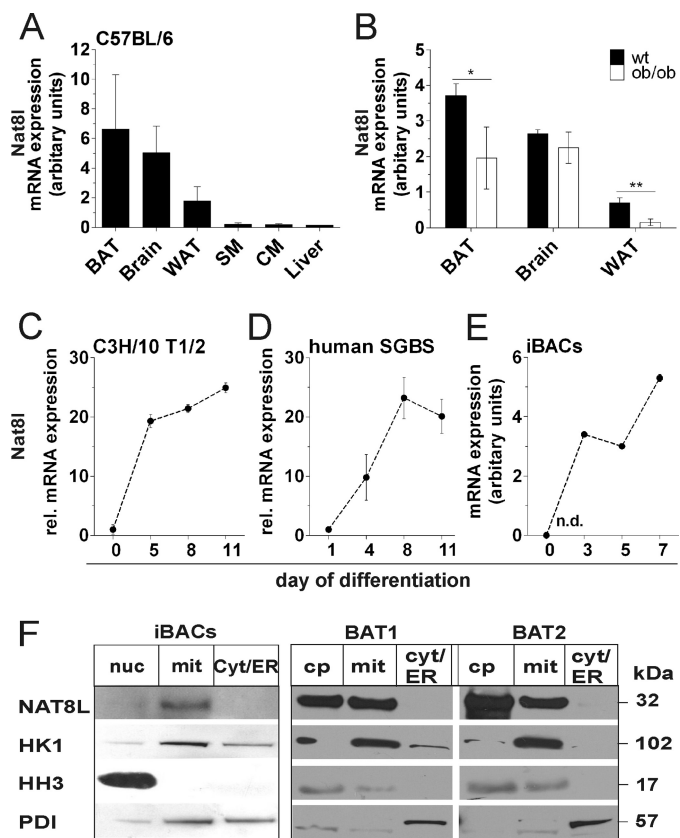 A
C57BL/6
Nat8l
mRNA expression
(arbitary units)
12
10
8
6
4
2
0
BAT
Brain
WAT
SM
CM
Liver
B
Nat8l
mRNA expression
(arbitary units)
5
4
3
2
1
0
*
**
wt
ob/ob
BAT
Brain
WAT
C
C3H/10 T1/2
Nat8l
rel. mRNA expression
30
20
10
0
0 5 8 11
D
human SGBS
rel. mRNA expression
30
20
10
0
1 4 8 11
E
iBACs
mRNA expression
(arbitary units)
6
4
2
0
n.d.
0 3 5 7
day of differentiation
F
iBACs BAT1 BAT2
nuc mit Cyt/ER cp mit cyt/ER cp mit cyt/ER kDa
NAT8L 32
HK1 102
HH3 17
PDI 57